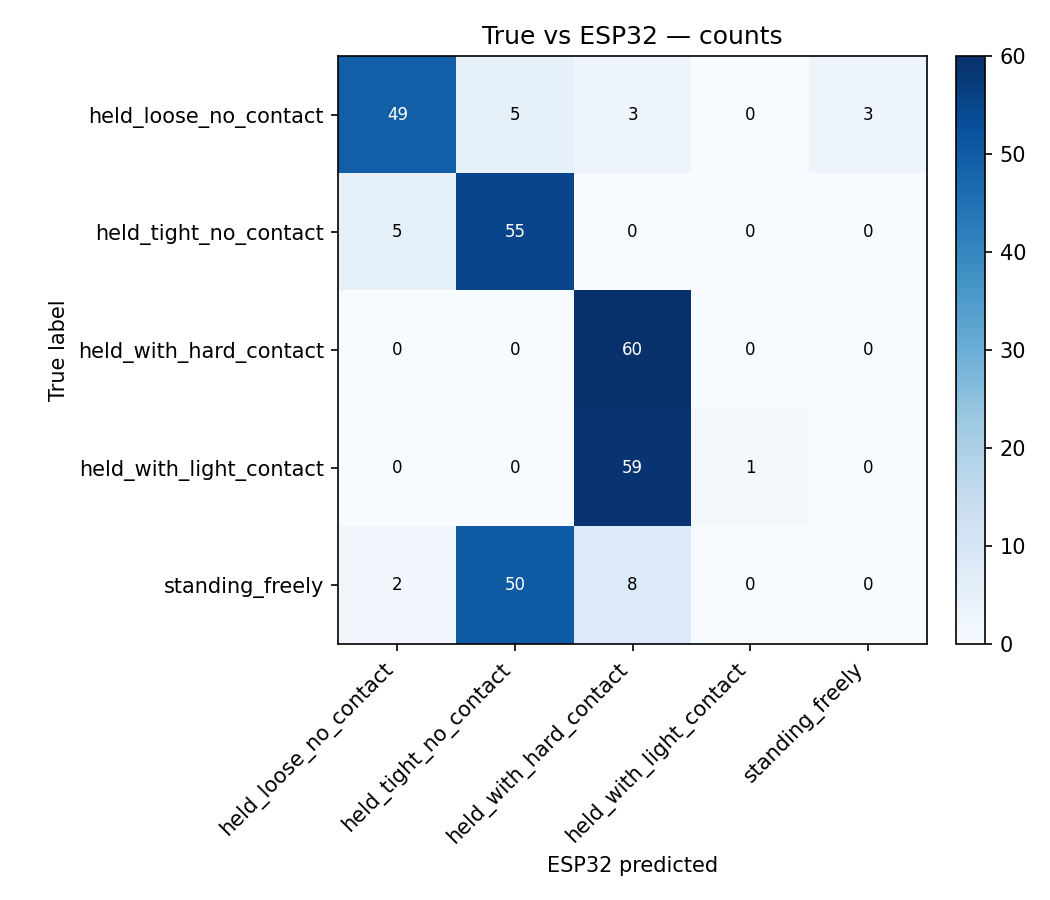 True vs ESP32 — counts
held_loose_no_contact 49 5 3 0 3
held_tight_no_contact 5 55 0 0 0
held_with_hard_contact 0 0 60 0 0
held_with_light_contact 0 0 59 1 0
standing_freely 2 50 8 0 0
True label
held_loose_no_contact
held_tight_no_contact
held_with_hard_contact
held_with_light_contact
standing_freely
ESP32 predicted
60
50
40
30
20
10
0